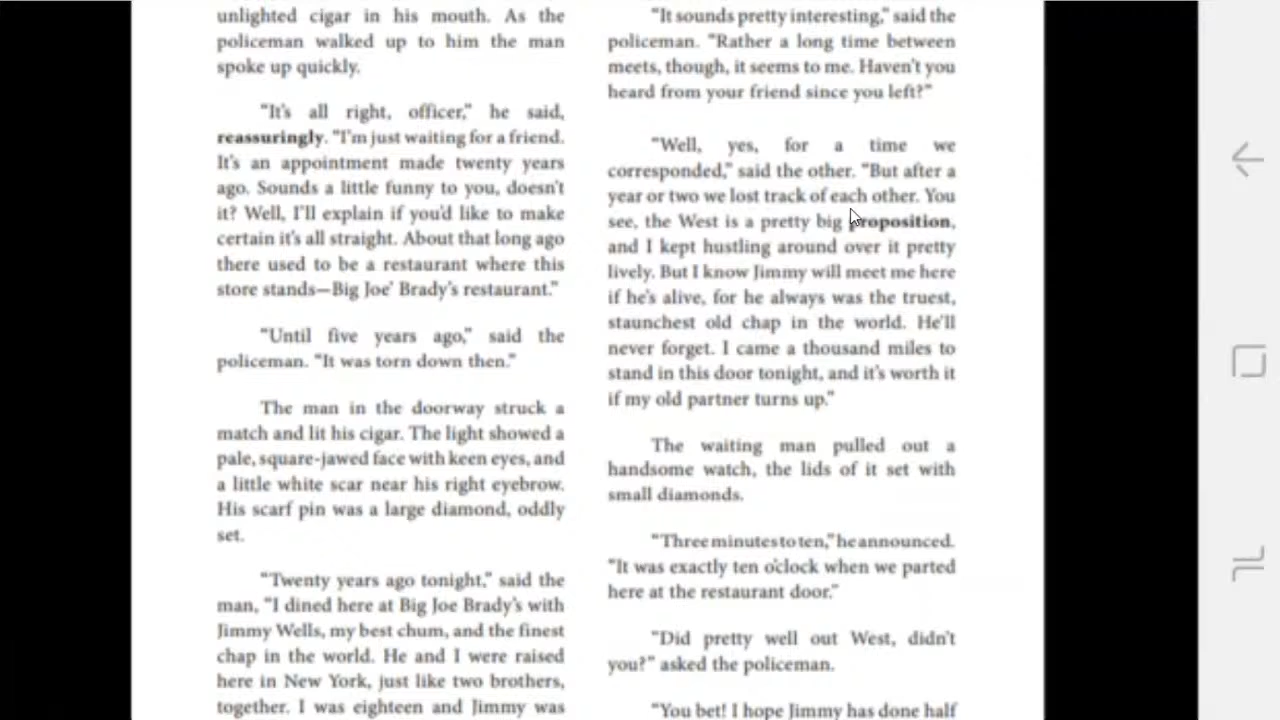 unlighted cigar in his mouth. As the
policeman walked up to him the man
spoke up quickly.
"It's all right, officer," he said,
reassuringly. "I'm just waiting for a friend.
It's an appointment made twenty years
ago. Sounds a little funny to you, doesn't
it? Well, I'll explain if you'd like to make
certain it's all straight. About that long ago
there used to be a restaurant where this
store stands—Big Joe' Brady's restaurant."
"Until five years ago," said the
policeman. "It was torn down then."
The man in the doorway struck a
match and lit his cigar. The light showed a
pale, square-jawed face with keen eyes, and
a little white scar near his right eyebrow.
His scarf pin was a large diamond, oddly
set.
"Twenty years ago tonight," said the
man, "I dined here at Big Joe Brady's with
Jimmy Wells, my best chum, and the finest
chap in the world. He and I were raised
here in New York, just like two brothers,
together. I was eighteen and Jimmy was
"It sounds pretty interesting," said the
policeman. "Rather a long time between
meets, though, it seems to me. Haven't you
heard from your friend since you left?"
"Well, yes, for a time we
corresponded," said the other. "But after a
year or two we lost track of each other. You
see, the West is a pretty big proposition,
and I kept hustling around over it pretty
lively. But I know Jimmy will meet me here
if he's alive, for he always was the truest,
staunchest old chap in the world. He'll
never forget. I came a thousand miles to
stand in this door tonight, and it's worth it
if my old partner turns up."
The waiting man pulled out a
handsome watch, the lids of it set with
small diamonds.
"Three minutes to ten," he announced.
"It was exactly ten o'clock when we parted
here at the restaurant door."
"Did pretty well out West, didn't
you?" asked the policeman.
"You bet! I hope Jimmy has done half